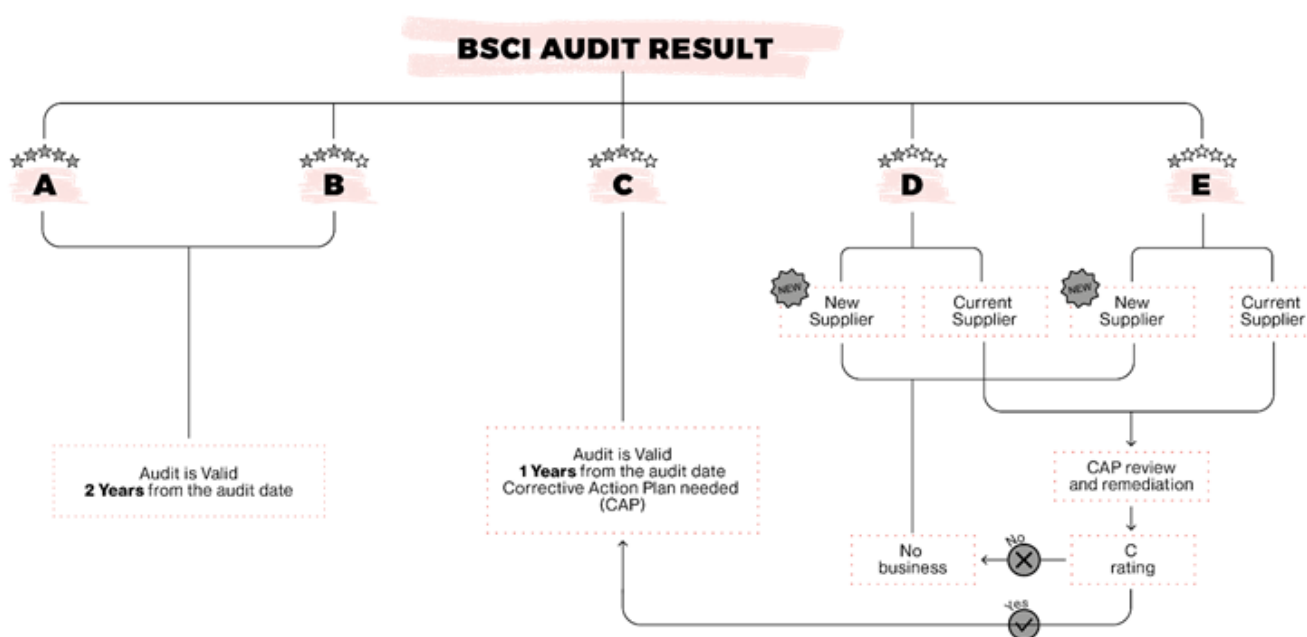 BSCI AUDIT RESULT
A
B
C
D
E
NEW
New
Supplier
Current
Supplier
NEW
New
Supplier
Current
Supplier
Audit is Valid
2 Years from the audit date
Audit is Valid
1 Years from the audit date
Corrective Action Plan needed
(CAP)
CAP review
and remediation
No
business
No
C
rating
Yes